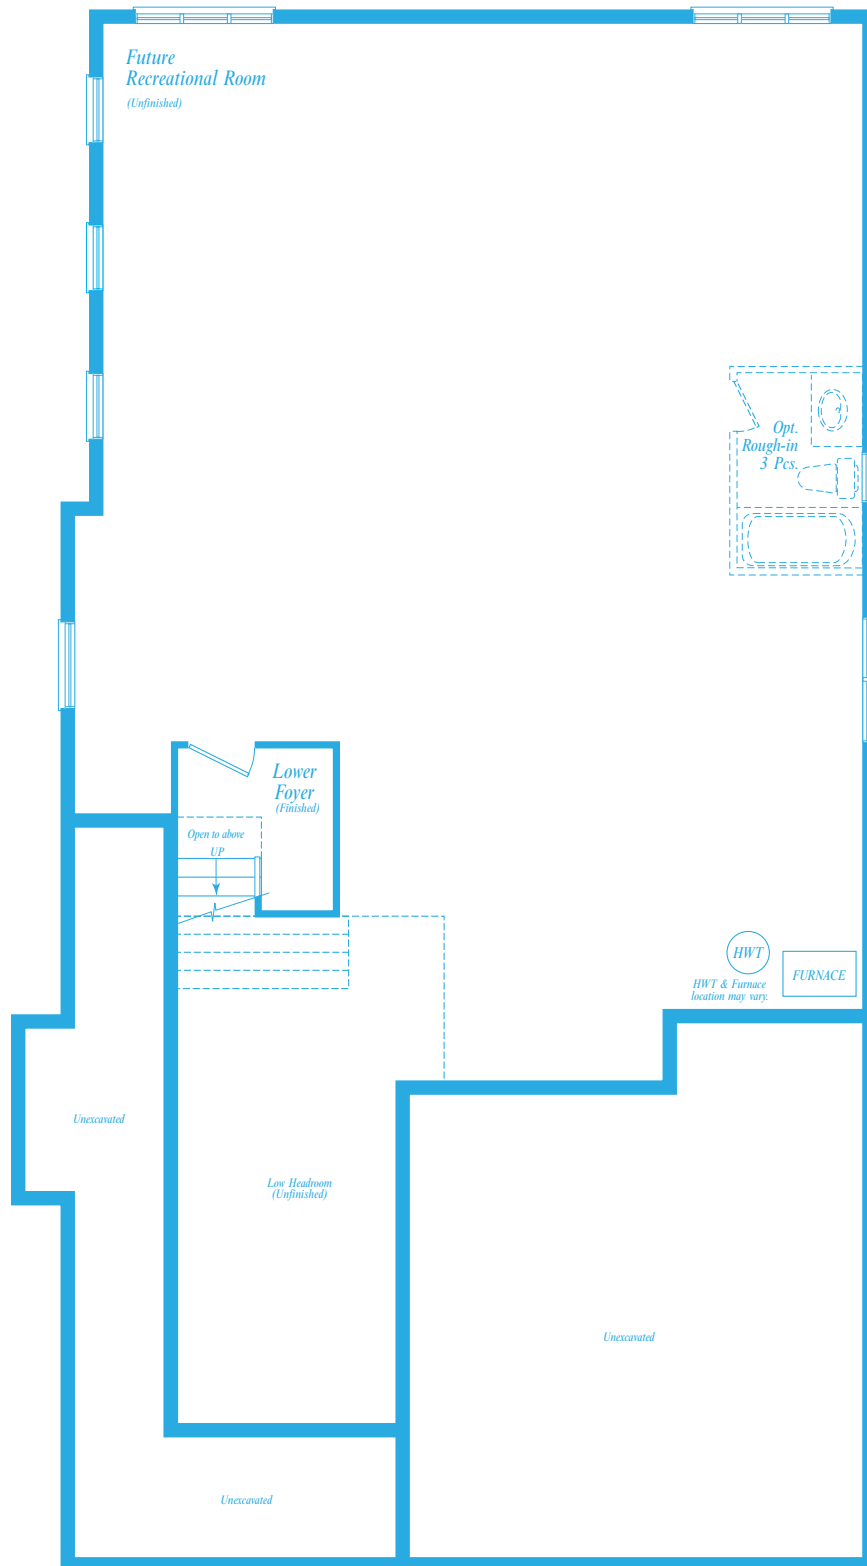 Future
Recreational Room
(Unfinished)
Opt.
Rough-in
3 Pcs.
Lower
Foyer
(Finished)
Open to above
UP
HWT
FURNACE
HWT & Furnace
location may vary.
Unexcavated
Low Headroom
(Unfinished)
Unexcavated
Unexcavated